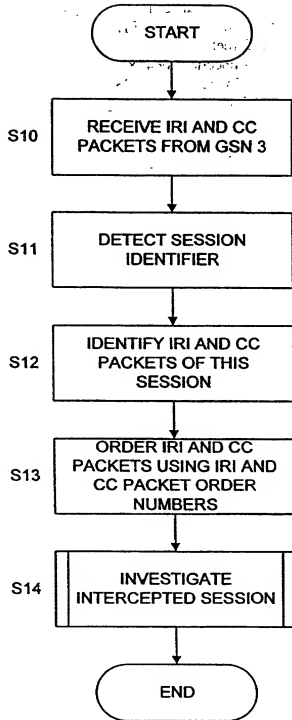 START
S10
RECEIVE IRI AND CC
PACKETS FROM GSN 3
S11
DETECT SESSION
IDENTIFIER
S12
IDENTIFY IRI AND CC
PACKETS OF THIS
SESSION
S13
ORDER IRI AND CC
PACKETS USING IRI AND
CC PACKET ORDER
NUMBERS
S14
INVESTIGATE
INTERCEPTED SESSION
END